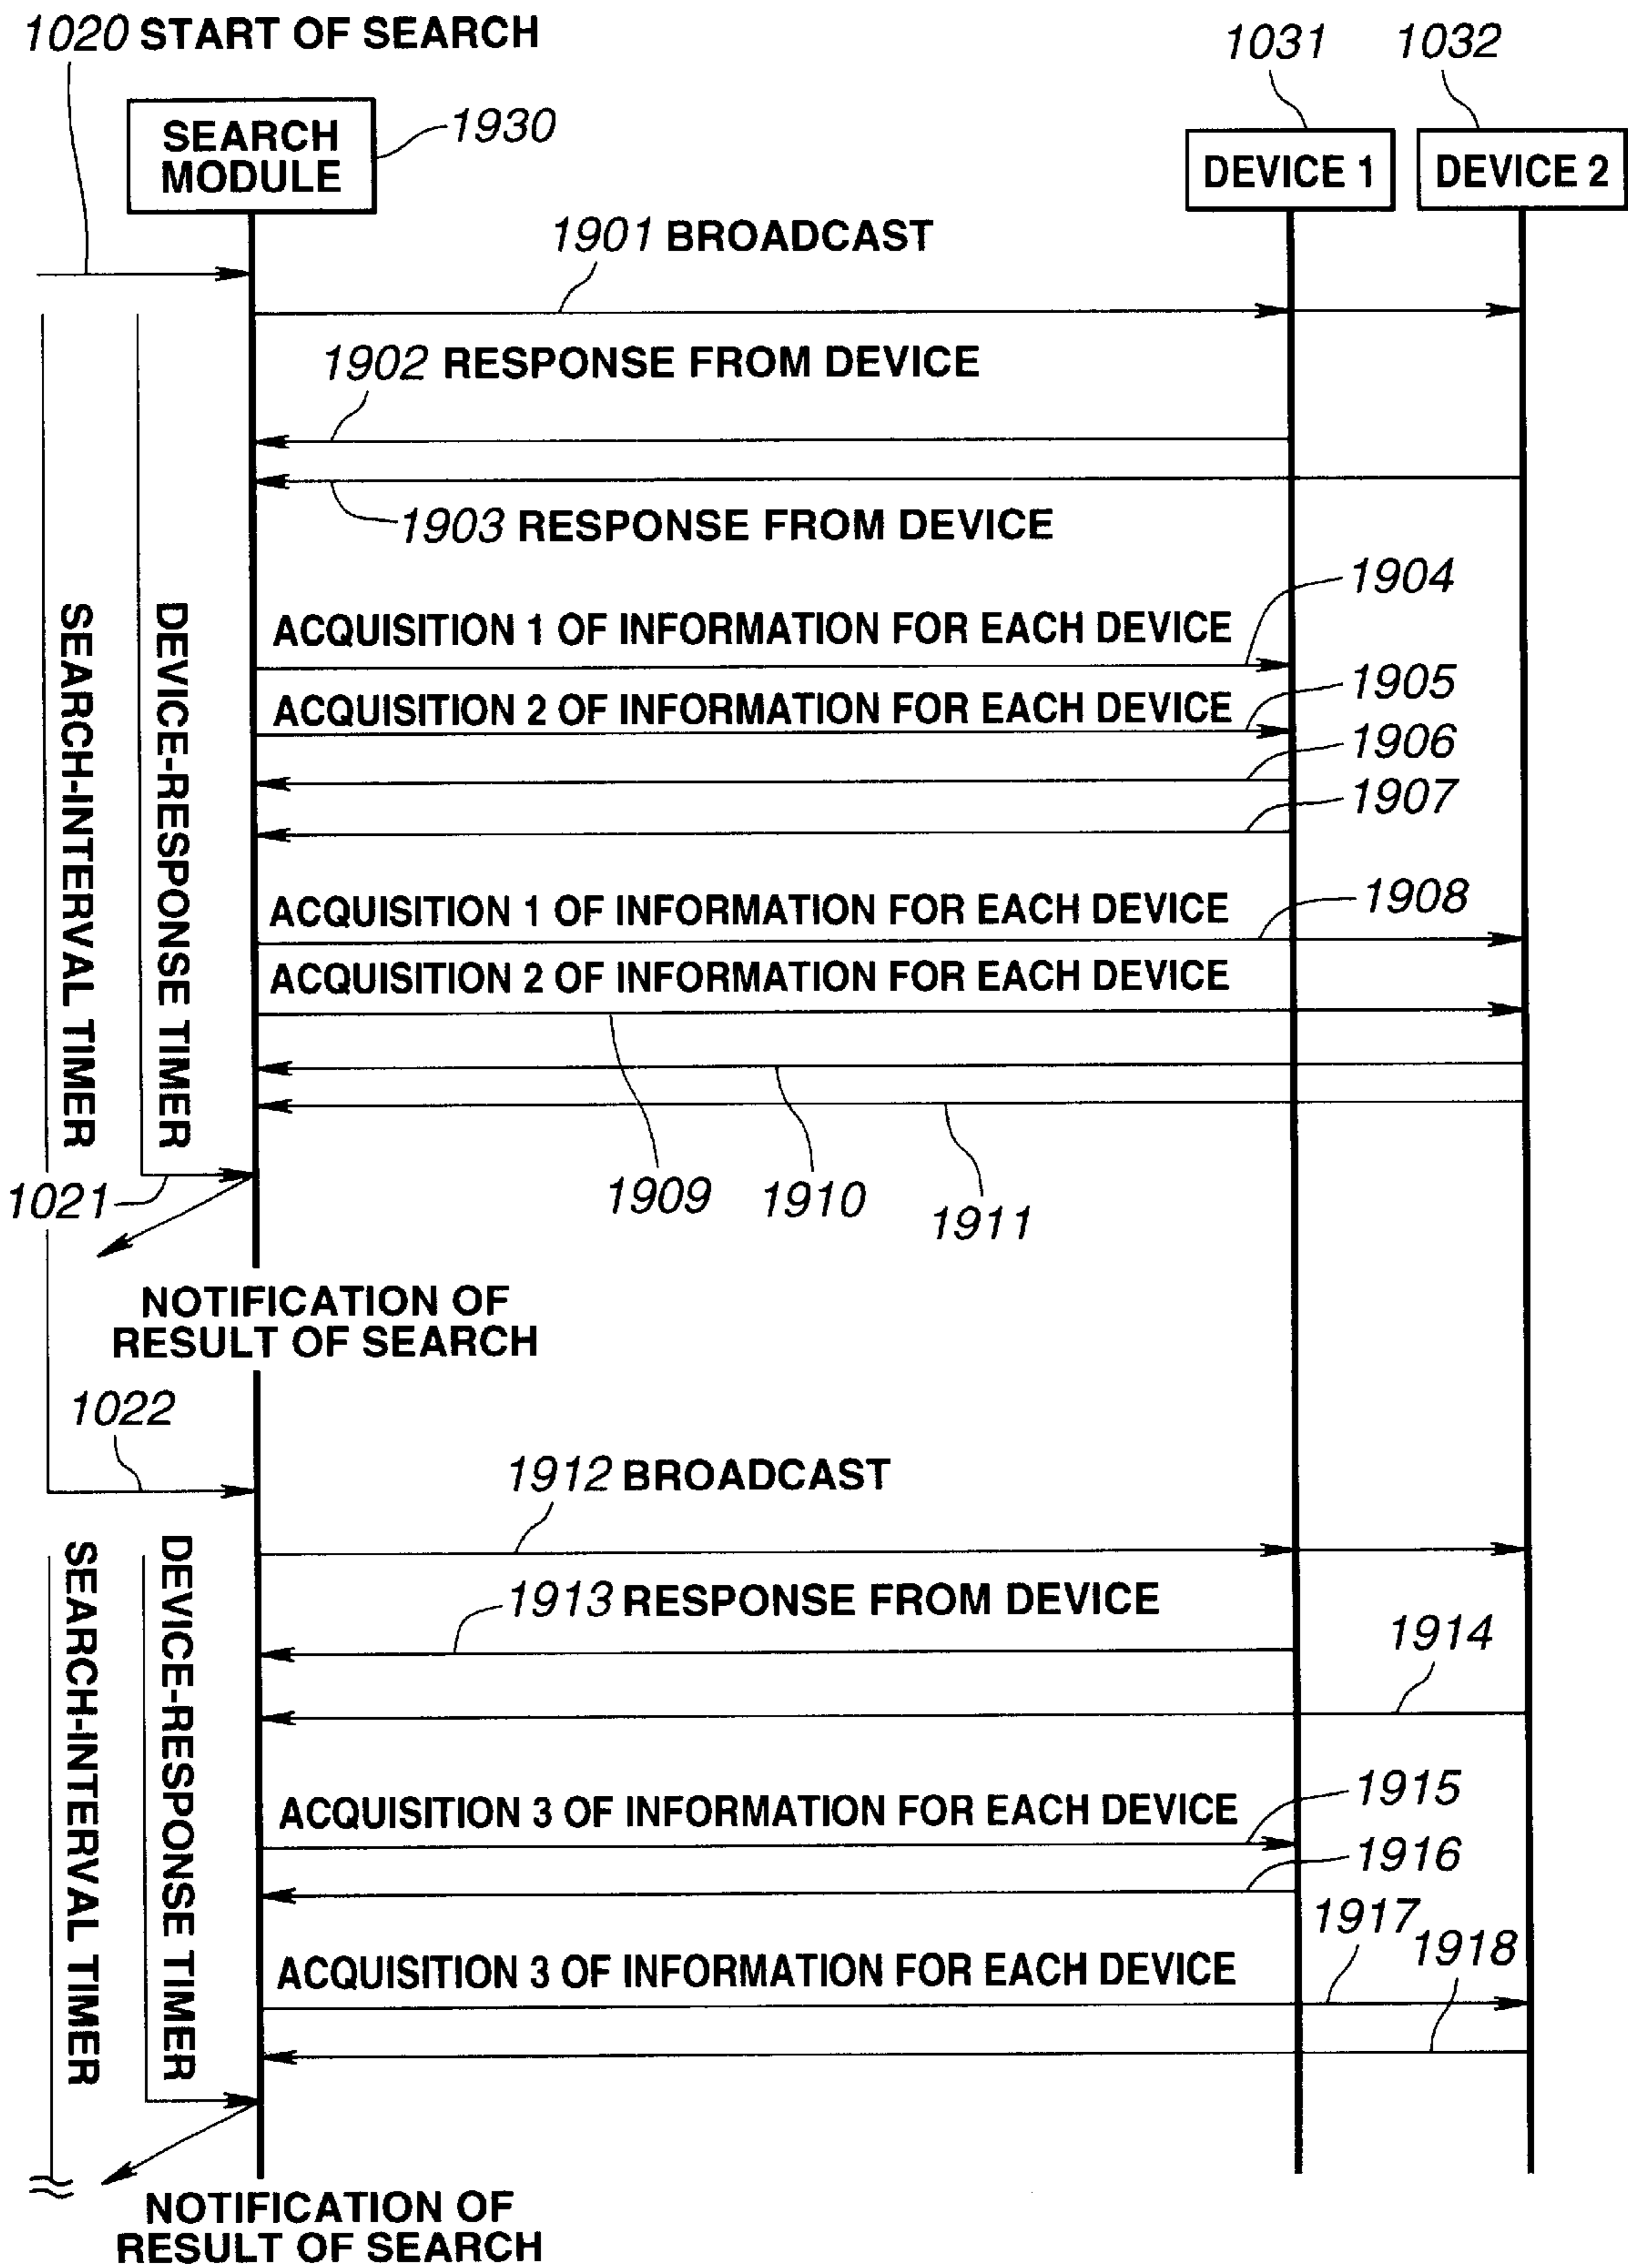 1020 START OF SEARCH
1031
1032
SEARCH
MODULE
1930
DEVICE 1
DEVICE 2
1901 BROADCAST
1902 RESPONSE FROM DEVICE
1903 RESPONSE FROM DEVICE
SEARCH-INTERVAL TIMER
DEVICE-RESPONSE TIMER
1904
ACQUISITION 1 OF INFORMATION FOR EACH DEVICE
1905
ACQUISITION 2 OF INFORMATION FOR EACH DEVICE
1906
1907
1908
ACQUISITION 1 OF INFORMATION FOR EACH DEVICE
ACQUISITION 2 OF INFORMATION FOR EACH DEVICE
1021
1909
1910
1911
NOTIFICATION OF
RESULT OF SEARCH
1022
1912 BROADCAST
SEARCH-INTERVAL TIMER
DEVICE-RESPONSE TIMER
1913 RESPONSE FROM DEVICE
1914
1915
ACQUISITION 3 OF INFORMATION FOR EACH DEVICE
1916
1917
1918
ACQUISITION 3 OF INFORMATION FOR EACH DEVICE
NOTIFICATION OF
RESULT OF SEARCH